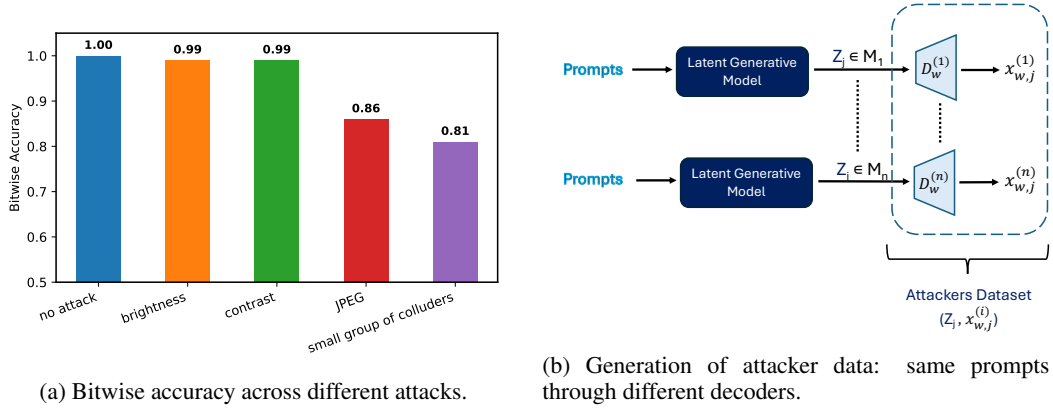 Bitwise Accuracy
1.0
0.9
0.8
0.7
0.6
0.5
1.00
0.99
0.99
0.86
0.81
no attack
brightness
contrast
JPEG
small group of colluders
(a) Bitwise accuracy across different attacks.
Prompts
Latent Generative
Model
Z_j ∈ M_1
D_w^(1)
x_{w,j}^(1)
Prompts
Latent Generative
Model
Z_j ∈ M_n
D_w^(n)
x_{w,j}^(n)
Attackers Dataset
(Z_j , x_{w,j}^(i))
(b) Generation of attacker data: same prompts
through different decoders.